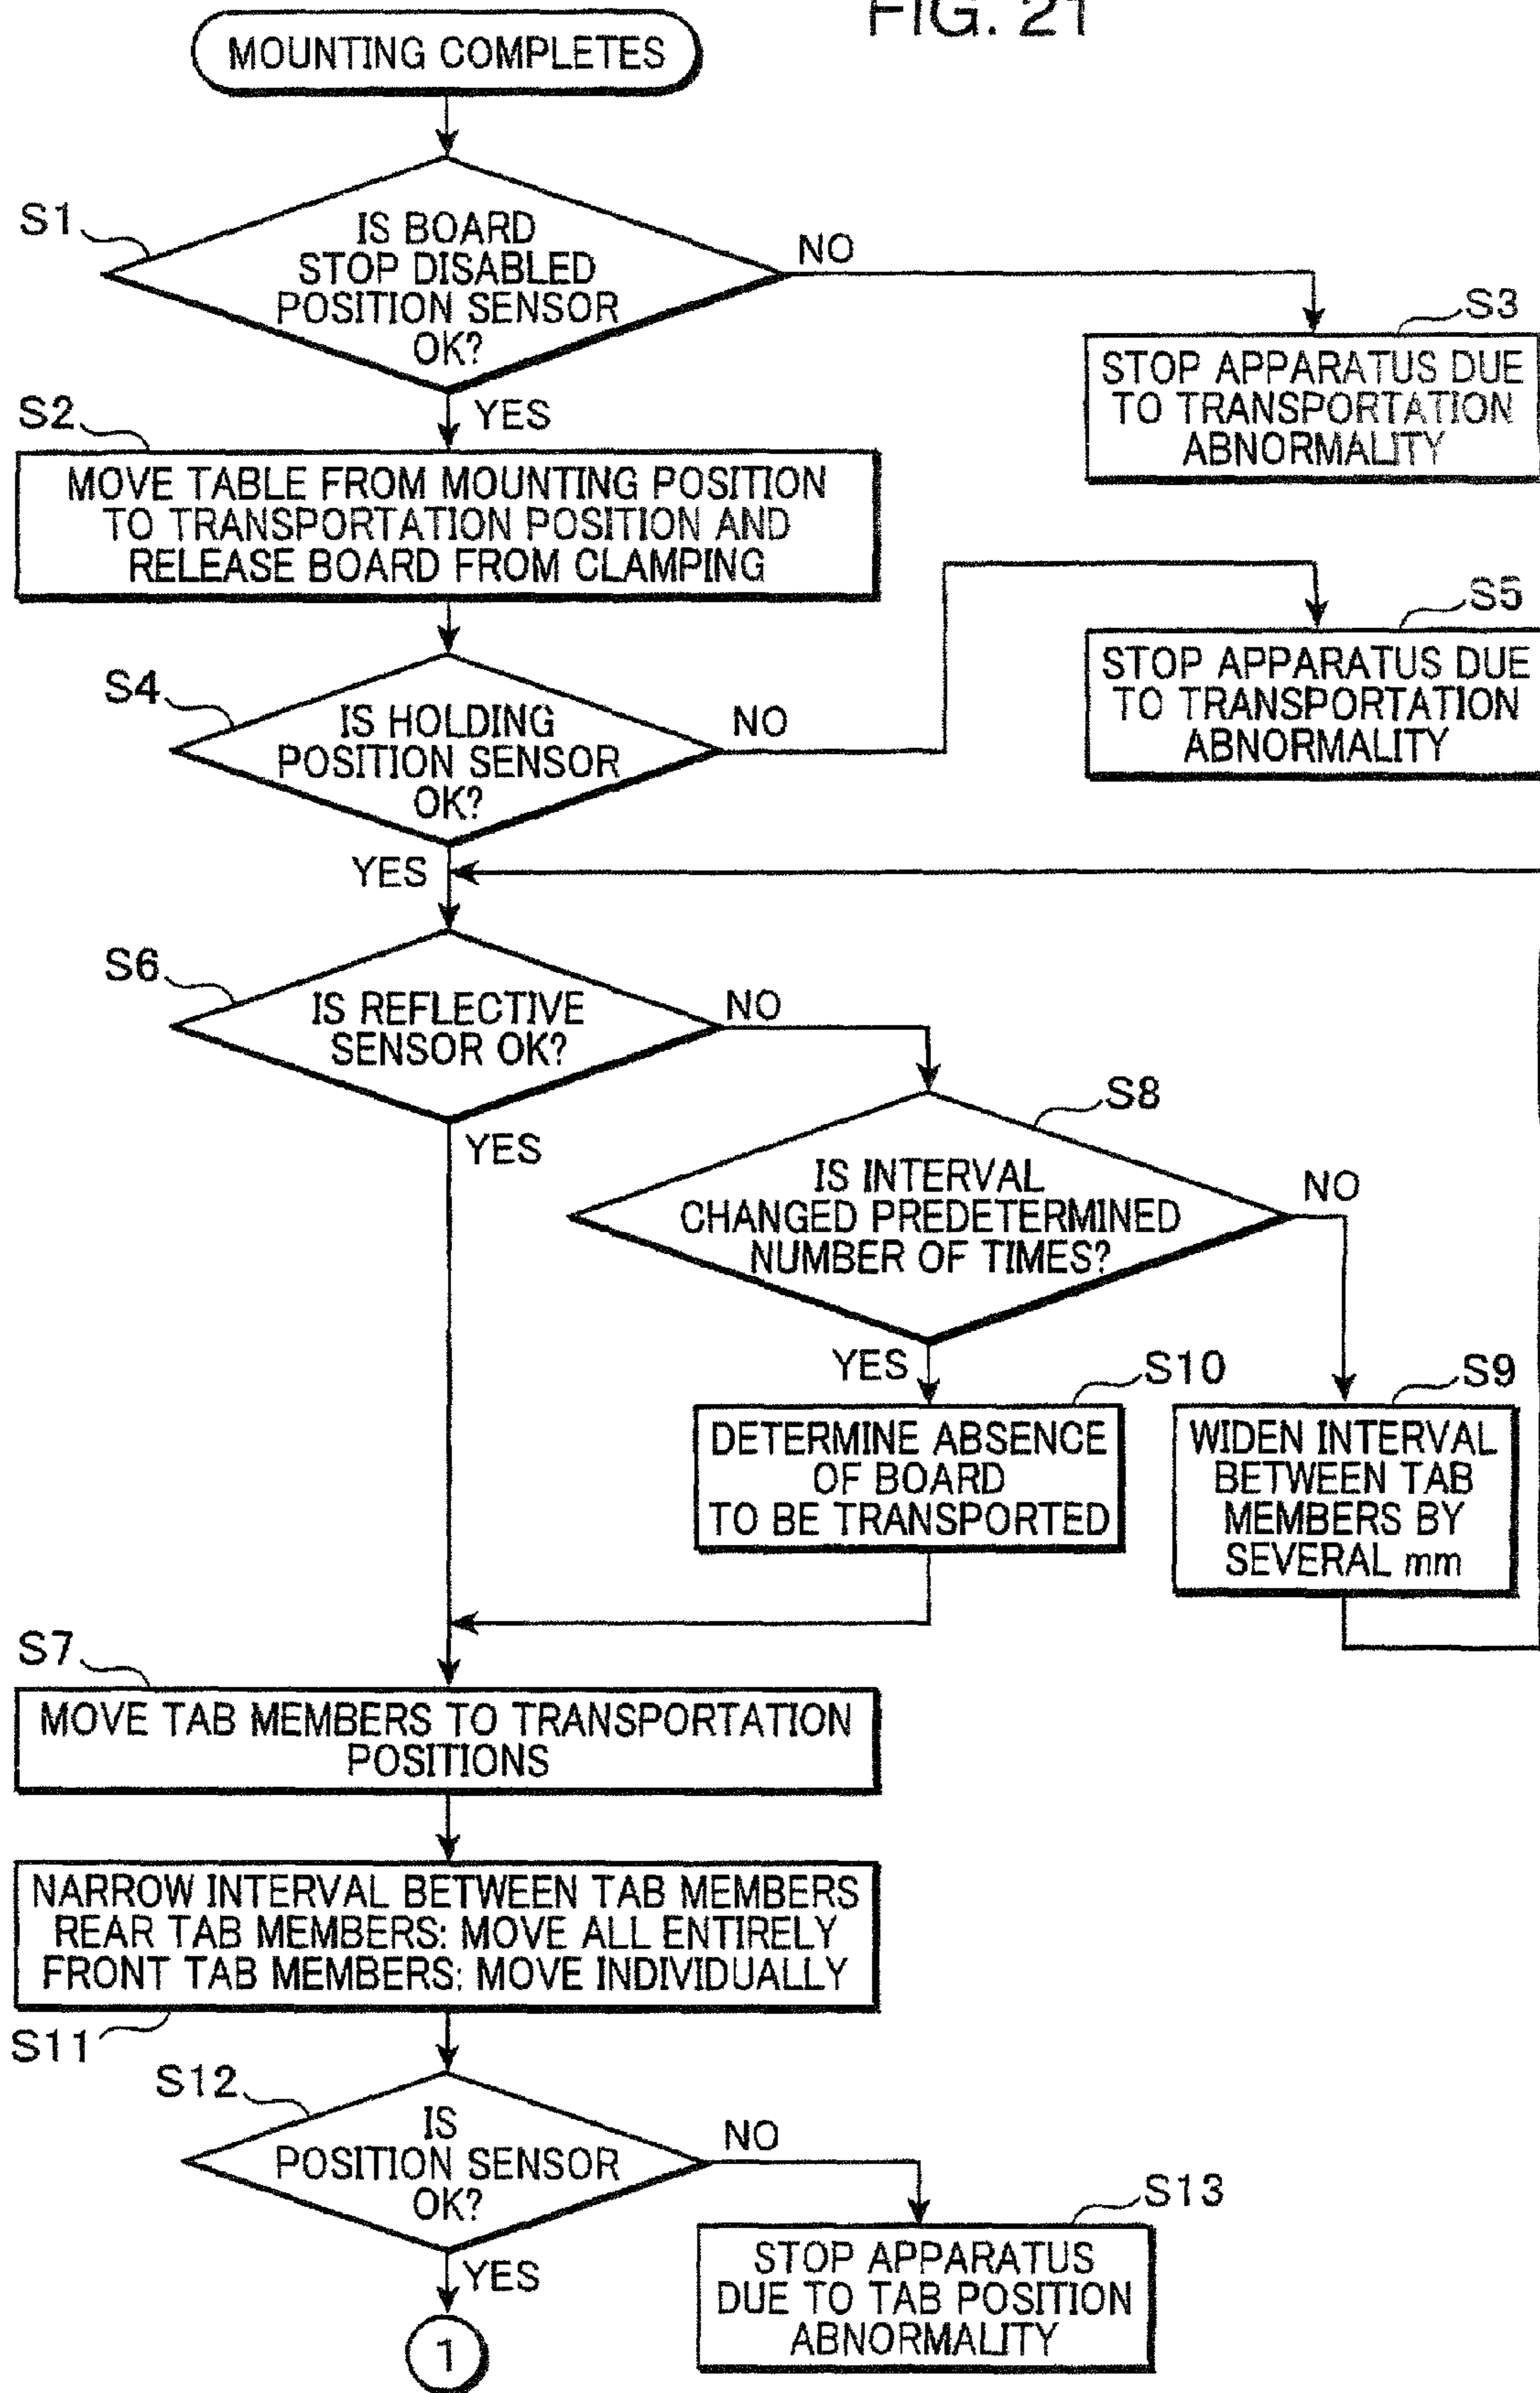 FIG. 21
MOUNTING COMPLETES
S1
IS BOARD
STOP DISABLED
POSITION SENSOR
OK?
NO
S3
STOP APPARATUS DUE
TO TRANSPORTATION
ABNORMALITY
YES
S2
MOVE TABLE FROM MOUNTING POSITION
TO TRANSPORTATION POSITION AND
RELEASE BOARD FROM CLAMPING
S4
IS HOLDING
POSITION SENSOR
OK?
NO
S5
STOP APPARATUS DUE
TO TRANSPORTATION
ABNORMALITY
YES
S6
IS REFLECTIVE
SENSOR OK?
NO
YES
S8
IS INTERVAL
CHANGED PREDETERMINED
NUMBER OF TIMES?
NO
YES
S10
DETERMINE ABSENCE
OF BOARD
TO BE TRANSPORTED
S9
WIDEN INTERVAL
BETWEEN TAB
MEMBERS BY
SEVERAL mm
S7
MOVE TAB MEMBERS TO TRANSPORTATION
POSITIONS
NARROW INTERVAL BETWEEN TAB MEMBERS
REAR TAB MEMBERS: MOVE ALL ENTIRELY
FRONT TAB MEMBERS: MOVE INDIVIDUALLY
S11
S12
IS
POSITION SENSOR
OK?
NO
S13
STOP APPARATUS
DUE TO TAB POSITION
ABNORMALITY
YES
1